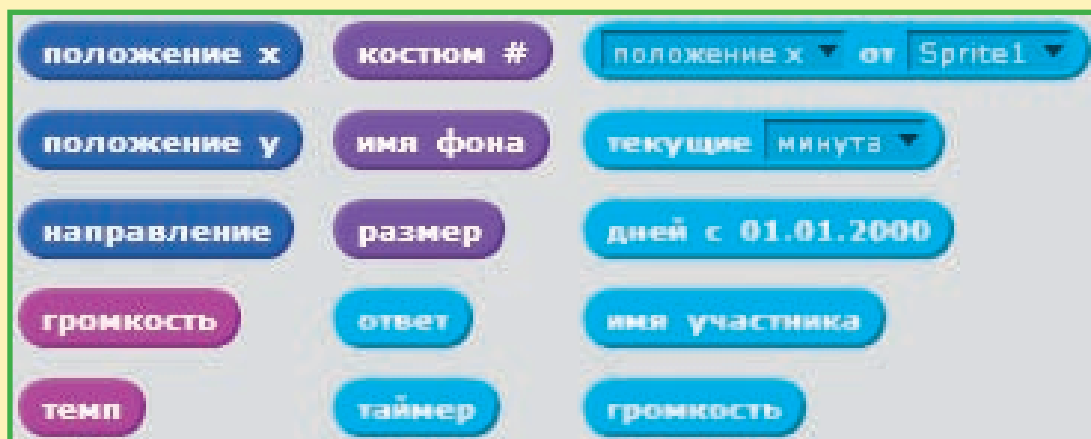 положение x костюм # положение x от Sprite1
положение y имя фона текущие минута
направление размер дней с 01.01.2000
громкость ответ имя участника
темп таймер громкость